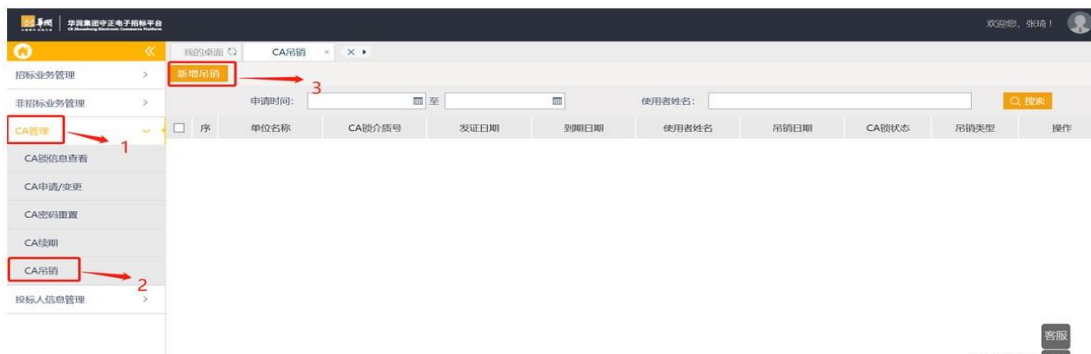 华润集团守正电子招标平台
欢迎您，张琦！
我的桌面
CA吊销
招标业务管理
新增吊销
3
非招标业务管理
申请时间：
至
使用者姓名：
搜索
CA管理
1
序
单位名称
CA锁介质号
发证日期
到期日期
使用者姓名
吊销日期
CA锁状态
吊销类型
操作
CA锁信息查看
CA申请/变更
CA密码重置
CA续期
CA吊销
2
投标人信息管理
客服